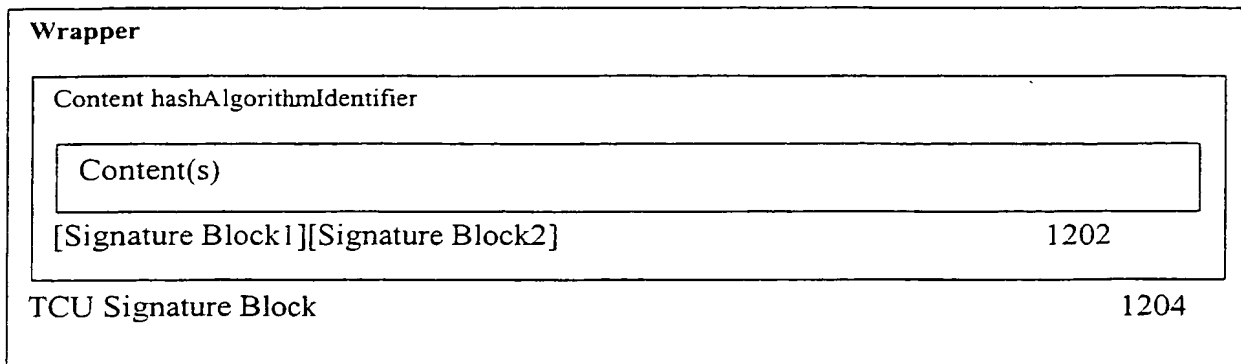 Wrapper
Content hashAlgorithmIdentifier
Content(s)
[Signature Block1][Signature Block2] 1202
TCU Signature Block 1204